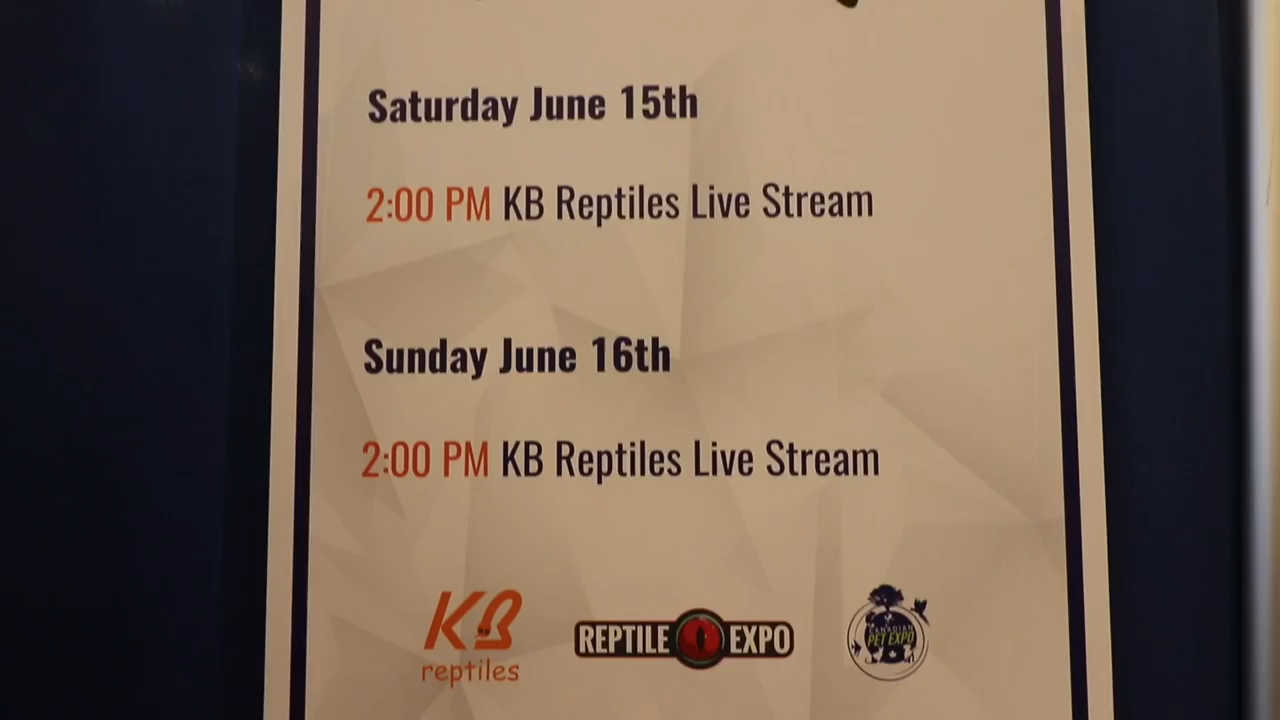 Saturday June 15th
2:00 PM KB Reptiles Live Stream
Sunday June 16th
2:00 PM KB Reptiles Live Stream
KB
reptiles
REPTILE EXPO
CANADIAN
PET EXPO